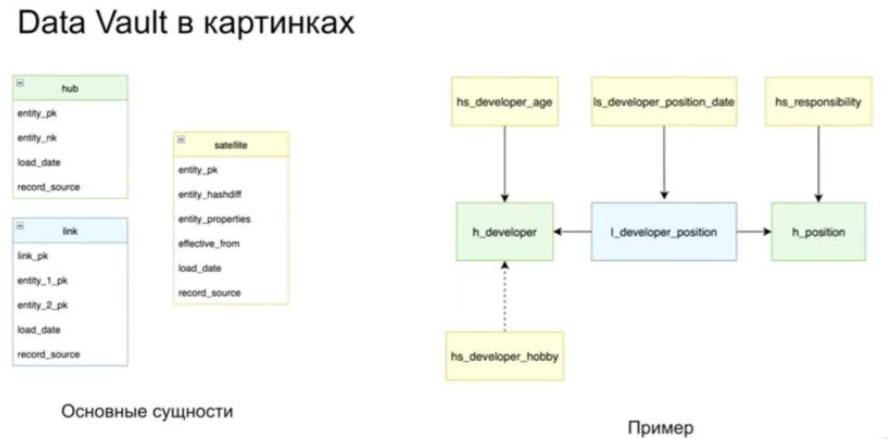 Data Vault в картинках
hub
entity_pk
entity_nk
load_date
record_source
link
link_pk
entity_1_pk
entity_2_pk
load_date
record_source
satellite
entity_pk
entity_hashdiff
entity_properties
effective_from
load_date
record_source
Основные сущности
hs_developer_age
ls_developer_position_date
hs_responsibility
h_developer
l_developer_position
h_position
hs_developer_hobby
Пример